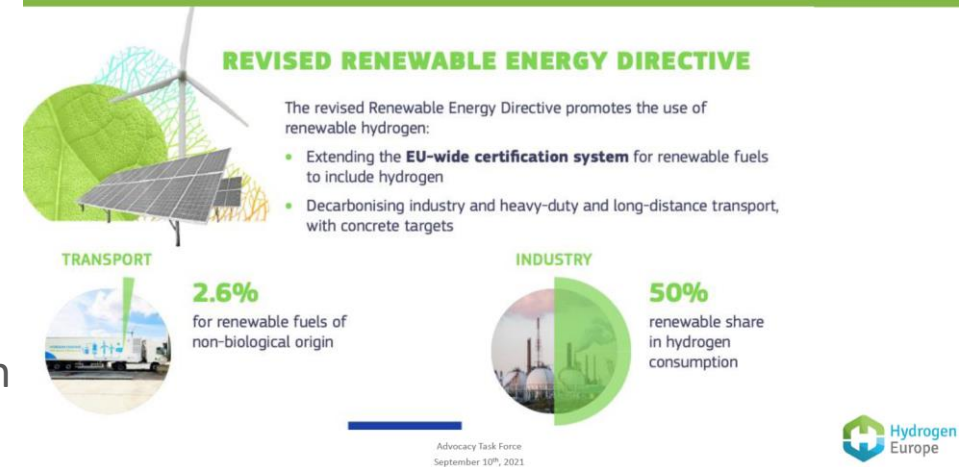 REVISED RENEWABLE ENERGY DIRECTIVE
The revised Renewable Energy Directive promotes the use of
renewable hydrogen:
• Extending the EU-wide certification system for renewable fuels
to include hydrogen
• Decarbonising industry and heavy-duty and long-distance transport,
with concrete targets
TRANSPORT
2.6%
for renewable fuels of
non-biological origin
INDUSTRY
50%
renewable share
in hydrogen
consumption
n
Advocacy Task Force
September 10th, 2021
Hydrogen
Europe